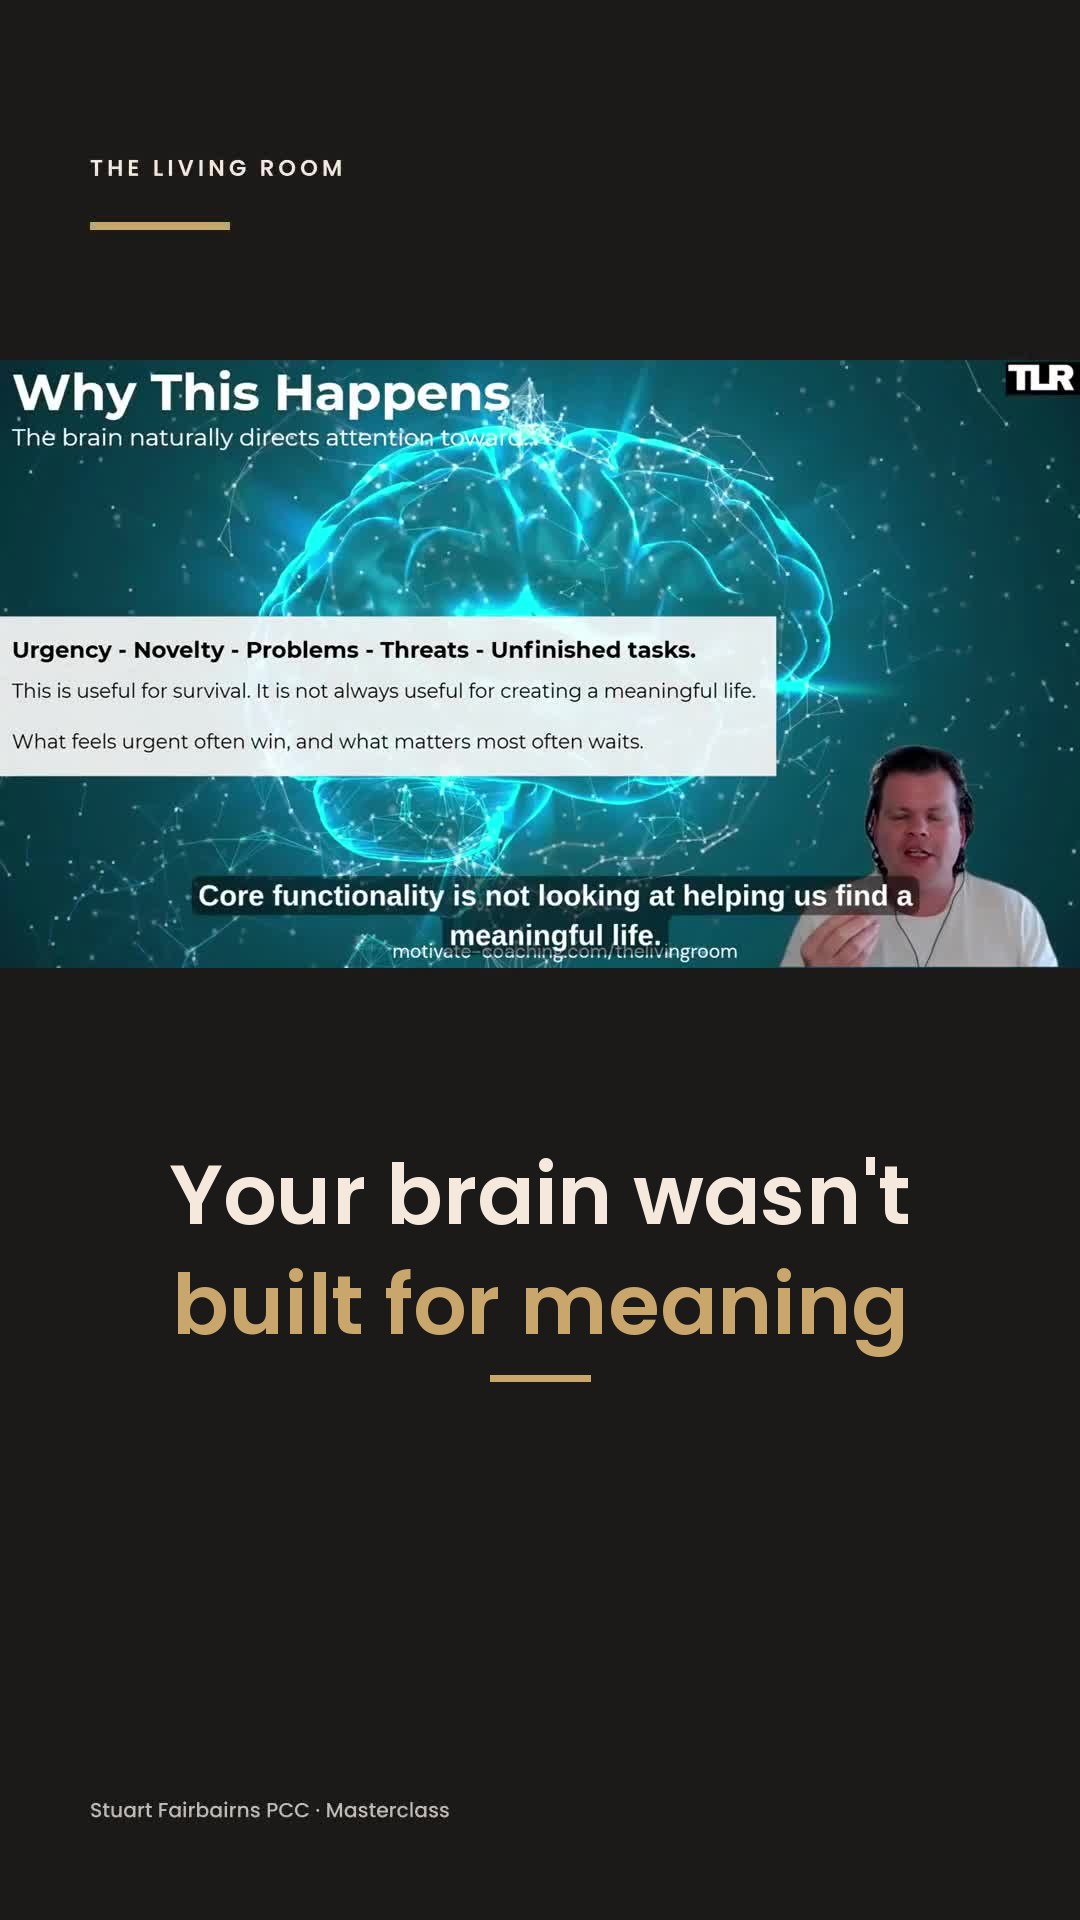 THE LIVING ROOM
Why This Happens
TLR
The brain naturally directs attention toward...
Urgency - Novelty - Problems - Threats - Unfinished tasks.
This is useful for survival. It is not always useful for creating a meaningful life.
What feels urgent often win, and what matters most often waits.
Core functionality is not looking at helping us find a
meaningful life.
motivate-coaching.com/thelivingroom
Your brain wasn't
built for meaning
Stuart Fairbairns PCC · Masterclass